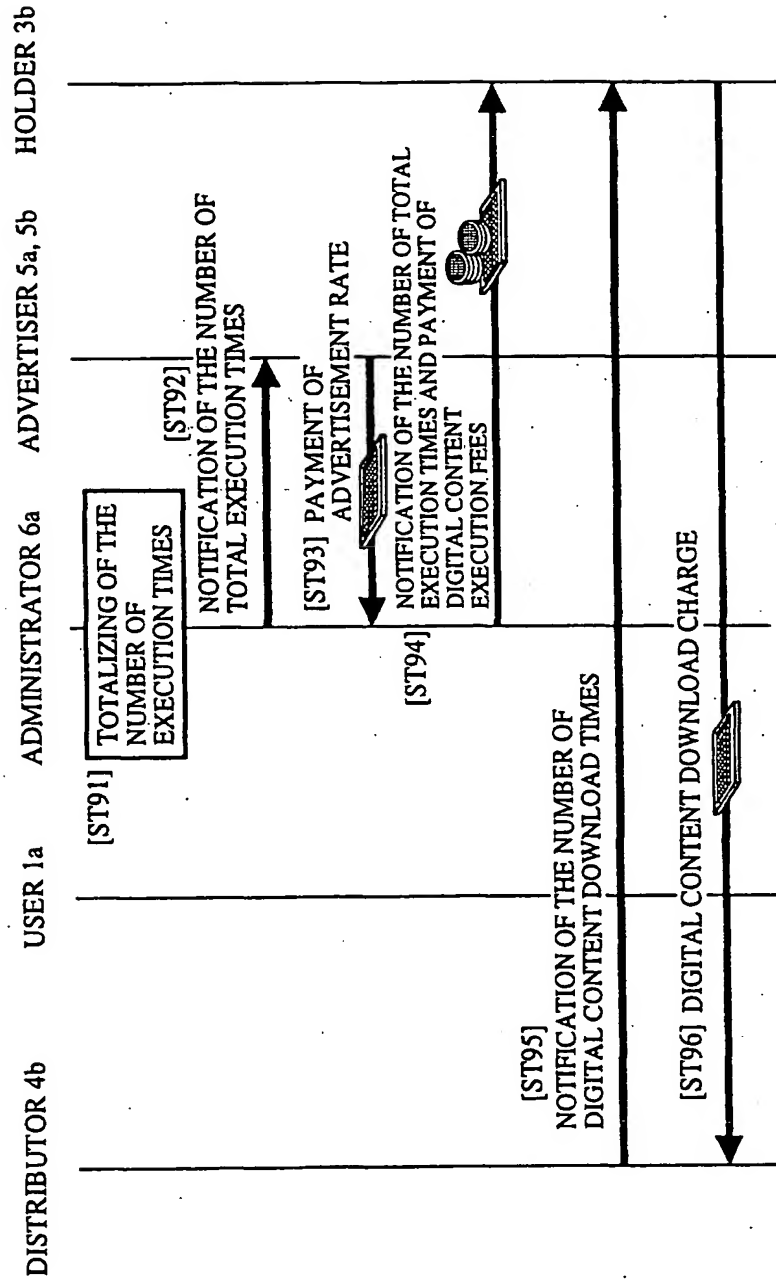 DISTRIBUTOR 4b
USER 1a
ADMINISTRATOR 6a
ADVERTISER 5a, 5b
HOLDER 3b
[ST91]
TOTALIZING OF THE
NUMBER OF
EXECUTION TIMES
[ST92]
NOTIFICATION OF THE NUMBER OF
TOTAL EXECUTION TIMES
[ST93] PAYMENT OF
ADVERTISEMENT RATE
[ST94]
NOTIFICATION OF THE NUMBER OF TOTAL
EXECUTION TIMES AND PAYMENT OF
DIGITAL CONTENT
EXECUTION FEES
[ST95]
NOTIFICATION OF THE NUMBER OF
DIGITAL CONTENT DOWNLOAD TIMES
[ST96] DIGITAL CONTENT DOWNLOAD CHARGE